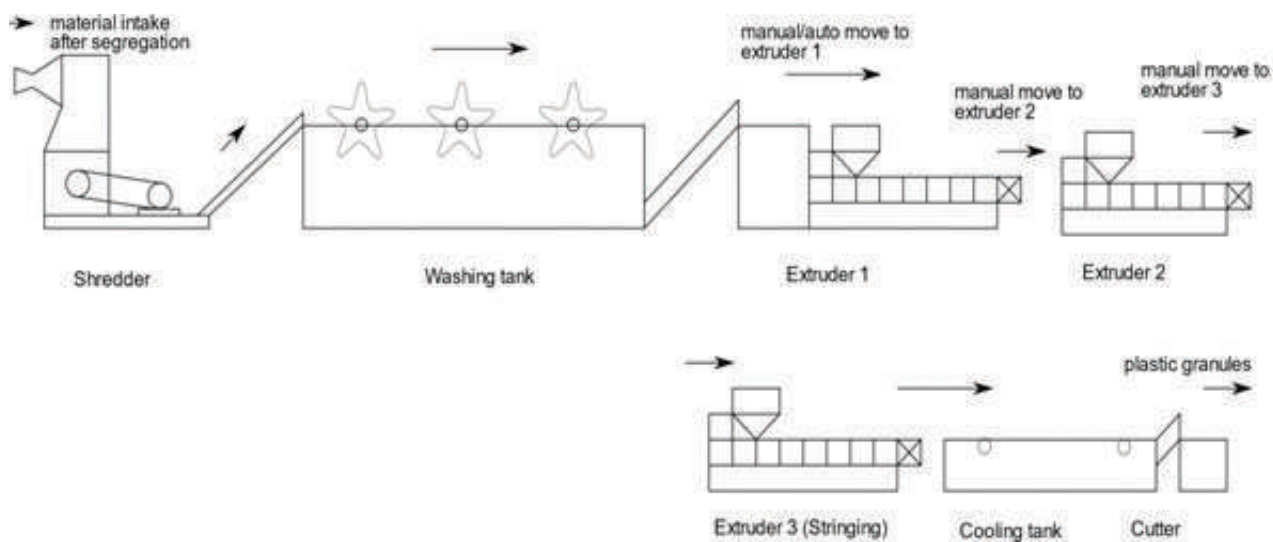 material intake
after segregation
manual/auto move to
extruder 1
manual move to
extruder 2
manual move to
extruder 3
Shredder
Washing tank
Extruder 1
Extruder 2
plastic granules
Extruder 3 (Stringing)
Cooling tank
Cutter